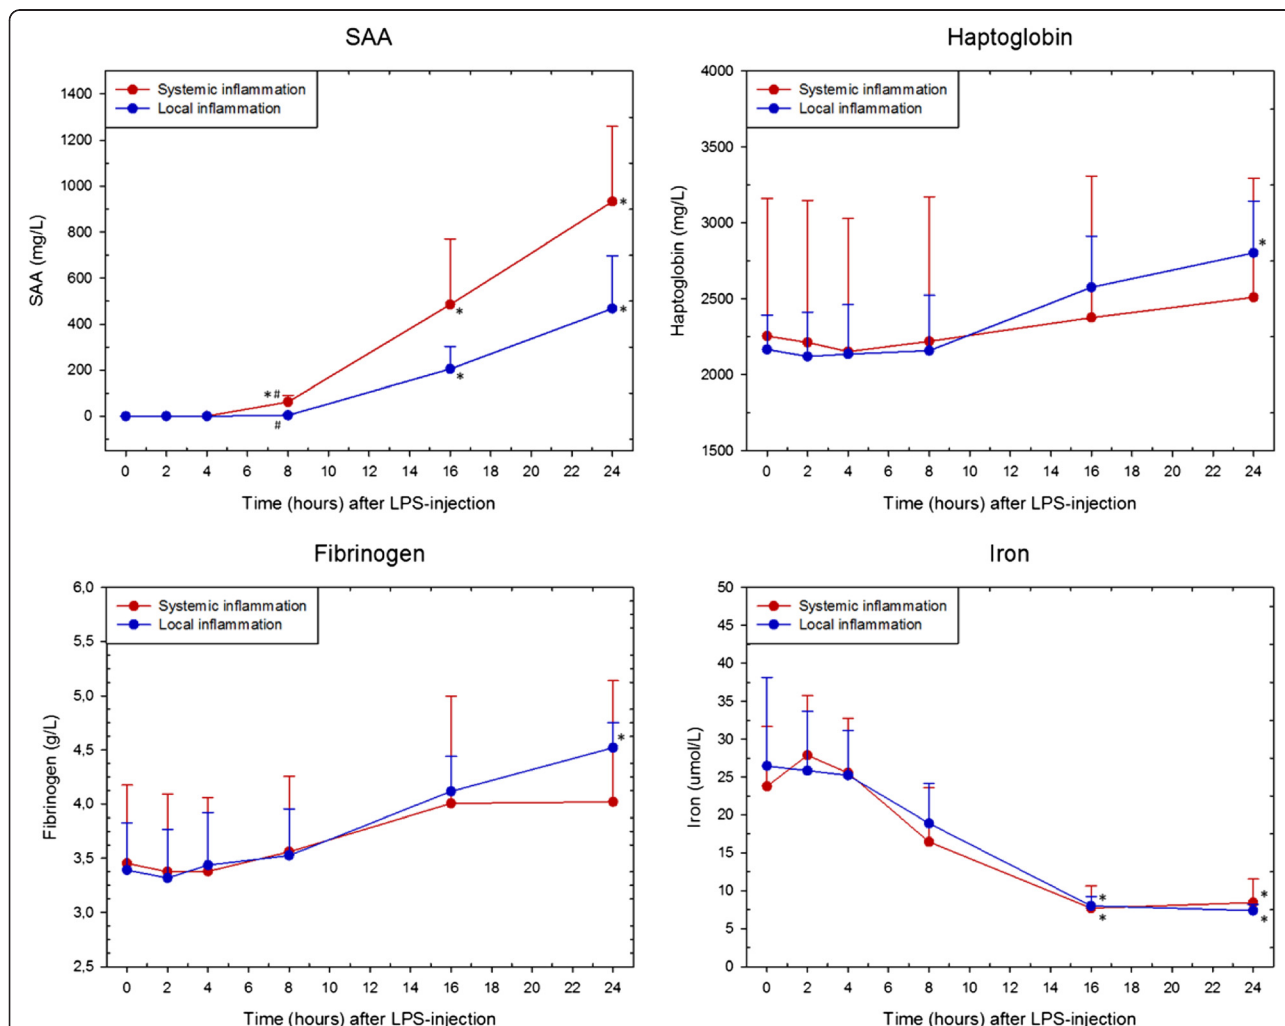 SAA
Systemic inflammation
Local inflammation
1400
1200
1000
800
600
400
200
0
SAA (mg/L)
* #
#
*
*
*
*
0 2 4 6 8 10 12 14 16 18 20 22 24
Time (hours) after LPS-injection
Haptoglobin
Systemic inflammation
Local inflammation
4000
3500
3000
2500
2000
1500
Haptoglobin (mg/L)
*
0 2 4 6 8 10 12 14 16 18 20 22 24
Time (hours) after LPS-injection
Fibrinogen
Systemic inflammation
Local inflammation
6,0
5,5
5,0
4,5
4,0
3,5
3,0
2,5
Fibrinogen (g/L)
*
0 2 4 6 8 10 12 14 16 18 20 22 24
Time (hours) after LPS-injection
Iron
Systemic inflammation
Local inflammation
50
45
40
35
30
25
20
15
10
5
0
Iron (umol/L)
*
*
*
*
0 2 4 6 8 10 12 14 16 18 20 22 24
Time (hours) after LPS-injection